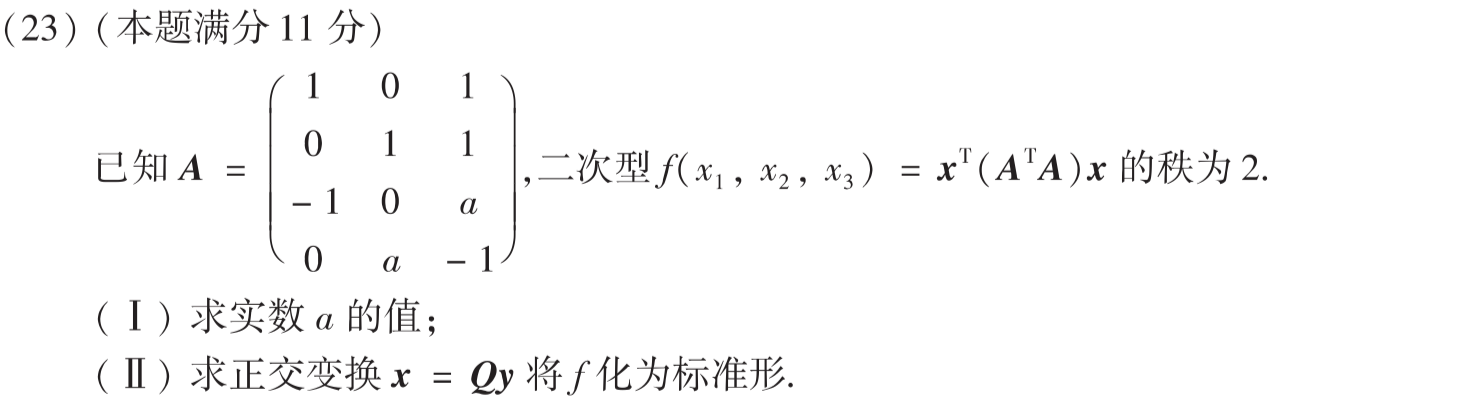 (23) (本题满分 11 分)
已知 A = ( 1 0 1
0 1 1
-1 0 a
0 a -1 ), 二次型 f(x₁, x₂, x₃) = xᵀ(AᵀA)x 的秩为 2.
(Ⅰ) 求实数 a 的值;
(Ⅱ) 求正交变换 x = Qy 将 f 化为标准形.